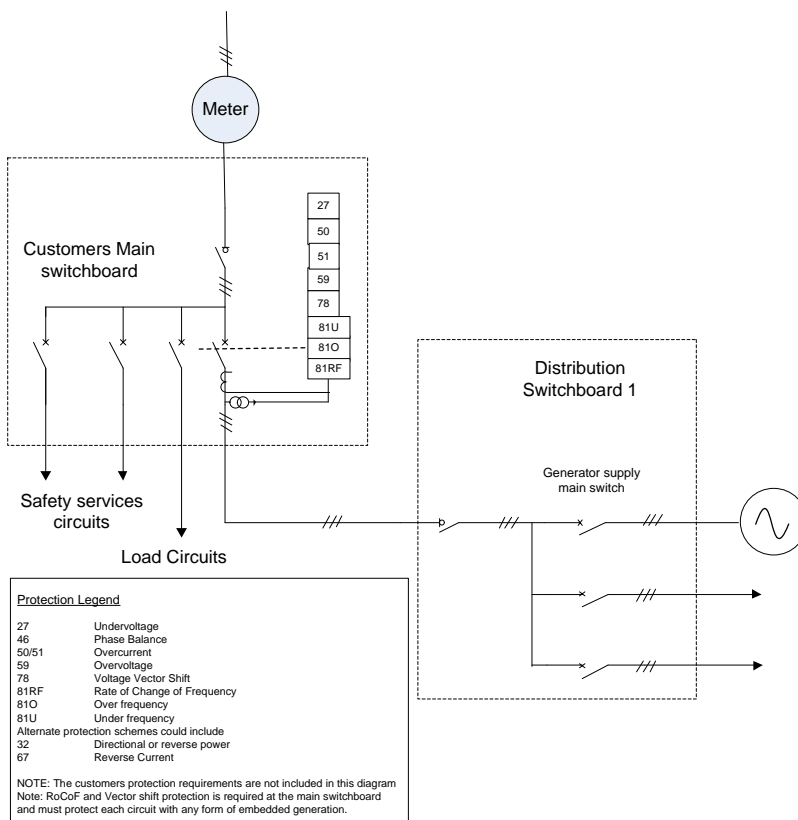 Meter
Customers Main
switchboard
27
50
51
59
78
81U
81O
81RF
Distribution
Switchboard 1
Generator supply
main switch
Safety services
circuits
Load Circuits
Protection Legend
27 Undervoltage
46 Phase Balance
50/51 Overcurrent
59 Overvoltage
78 Voltage Vector Shift
81RF Rate of Change of Frequency
81O Over frequency
81U Under frequency
Alternate protection schemes could include
32 Directional or reverse power
67 Reverse Current
NOTE: The customers protection requirements are not included in this diagram
Note: RoCoF and Vector shift protection is required at the main switchboard
and must protect each circuit with any form of embedded generation.